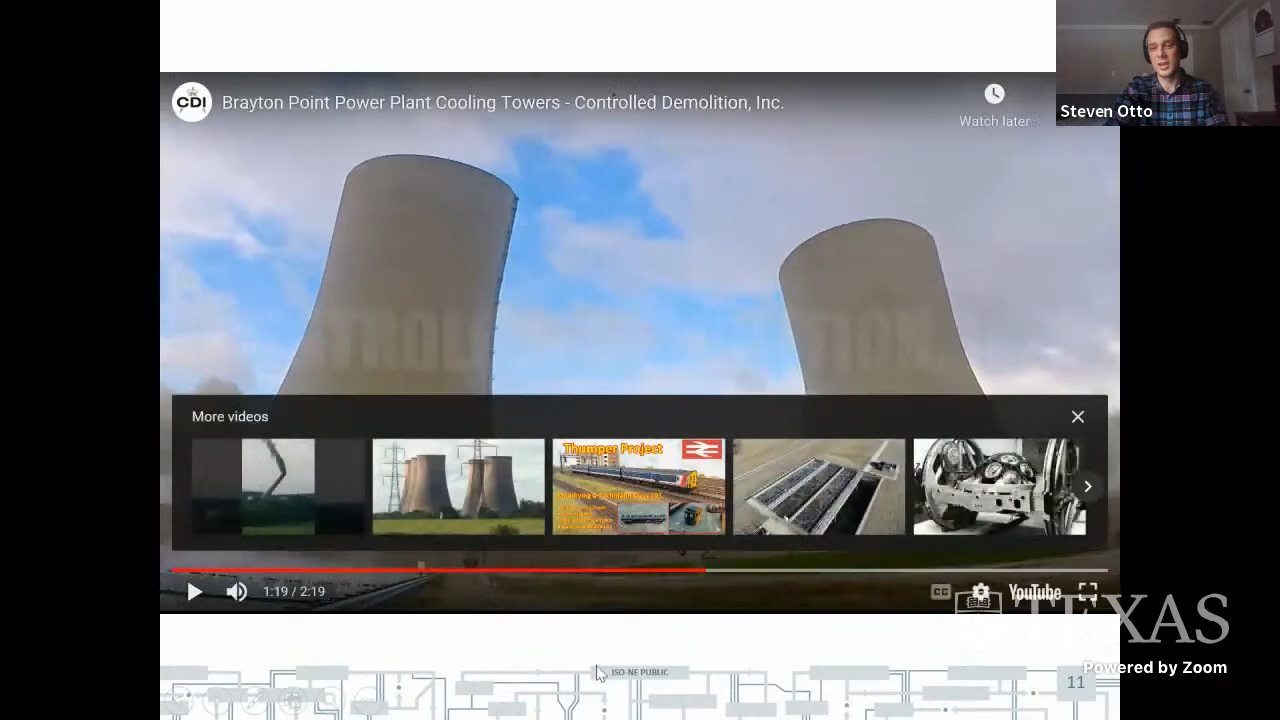 CDI
Brayton Point Power Plant Cooling Towers - Controlled Demolition, Inc.
Watch later
Steven Otto
More videos
Thumper Project
1:19 / 2:19
CC
YouTube
TEXAS
Powered by Zoom
ISO-NE PUBLIC
11